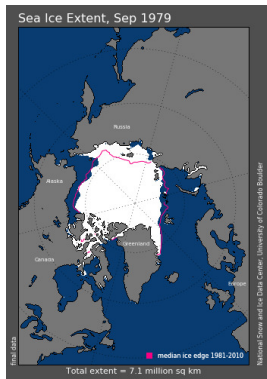 Sea Ice Extent, Sep 1979
Russia
Alaska
Greenland
Canada
Europe
National Snow and Ice Data Center, University of Colorado Boulder
final data
median ice edge 1981-2010
Total extent = 7.1 million sq km